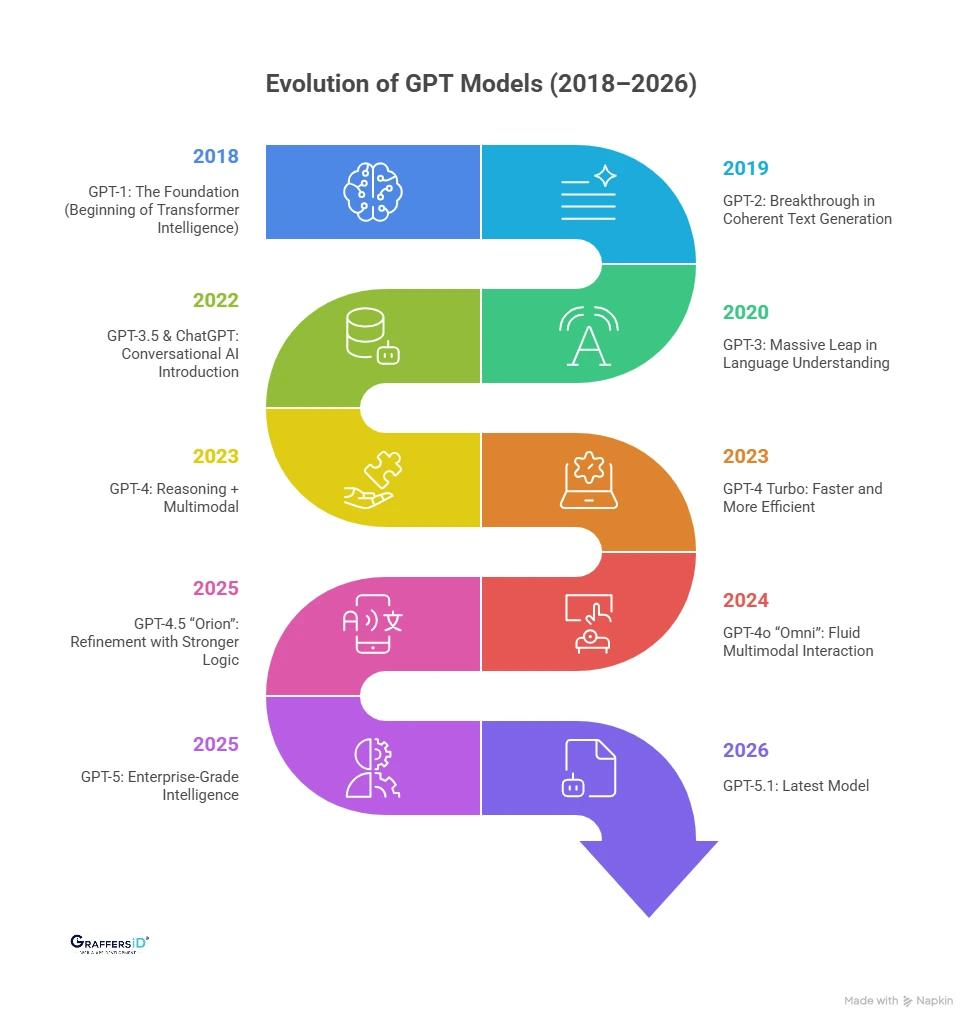 Evolution of GPT Models (2018–2026)
2018
GPT-1: The Foundation
(Beginning of Transformer
Intelligence)
2019
GPT-2: Breakthrough in
Coherent Text Generation
2020
GPT-3: Massive Leap in
Language Understanding
2022
GPT-3.5 & ChatGPT:
Conversational AI
Introduction
2023
GPT-4: Reasoning +
Multimodal
2023
GPT-4 Turbo: Faster and
More Efficient
2024
GPT-4o “Omni”: Fluid
Multimodal Interaction
2025
GPT-4.5 “Orion”:
Refinement with Stronger
Logic
2025
GPT-5: Enterprise-Grade
Intelligence
2026
GPT-5.1: Latest Model
A
A 文
GRAFFERSID
Made with Napkin